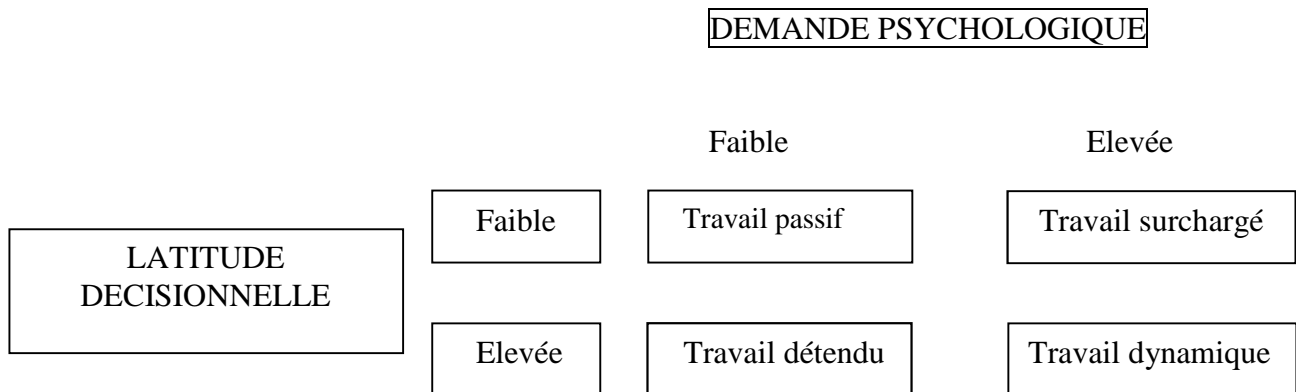 DEMANDE PSYCHOLOGIQUE
Faible Elevée
Faible Travail passif Travail surchargé
LATITUDE
DECISIONNELLE
Elevée Travail détendu Travail dynamique